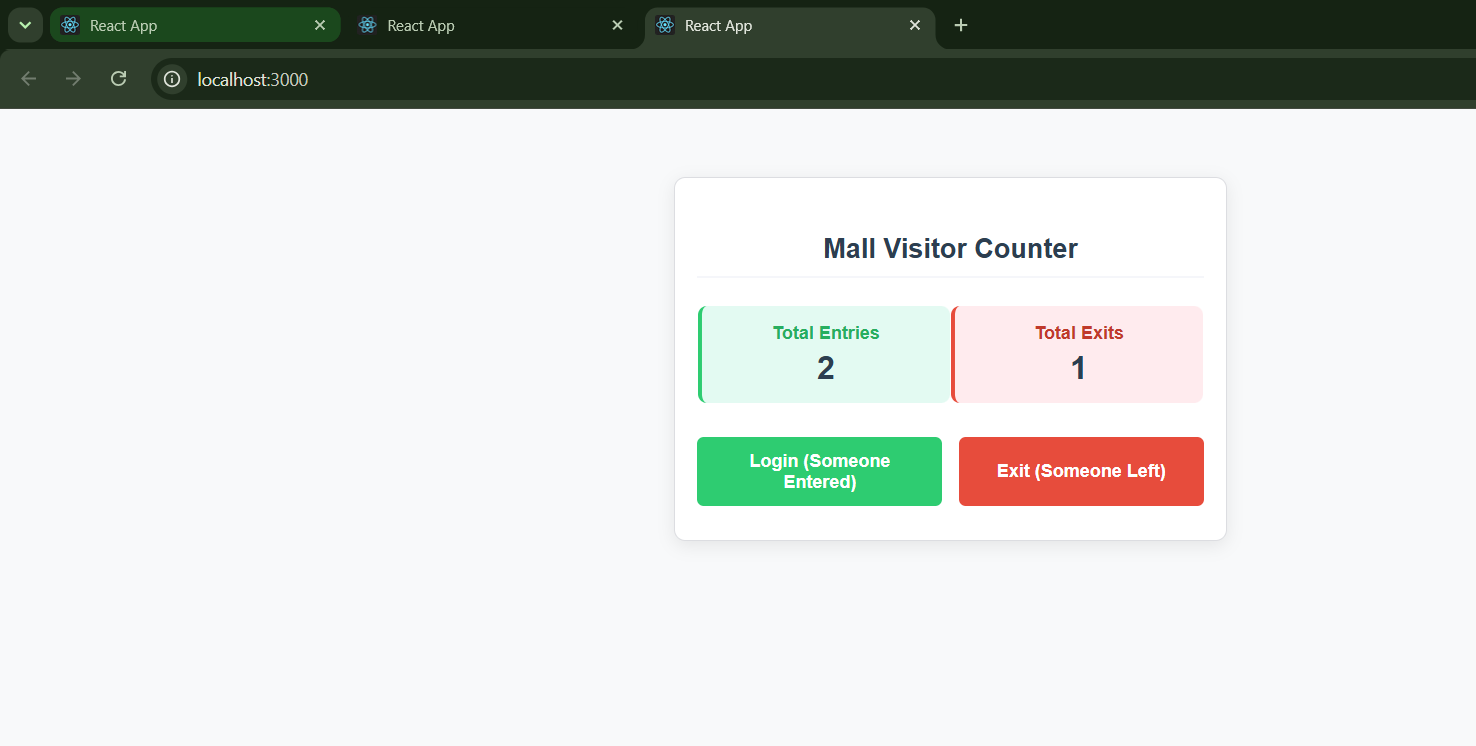 React App
React App
React App
localhost:3000
Mall Visitor Counter
Total Entries
2
Total Exits
1
Login (Someone
Entered)
Exit (Someone Left)